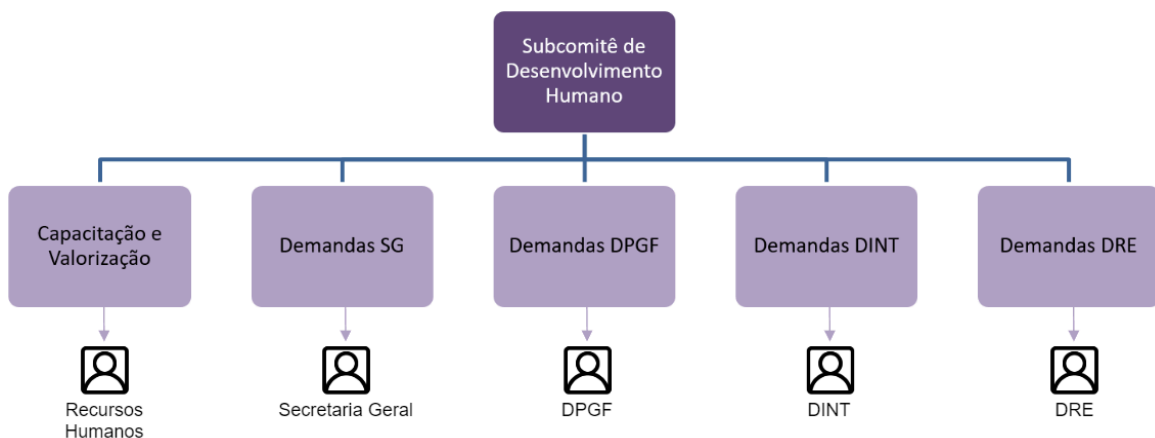 Subcomitê de
Desenvolvimento
Humano
Capacitação e
Valorização
Demandas SG
Demandas DPGF
Demandas DINT
Demandas DRE
Recursos
Humanos
Secretaria Geral
DPGF
DINT
DRE